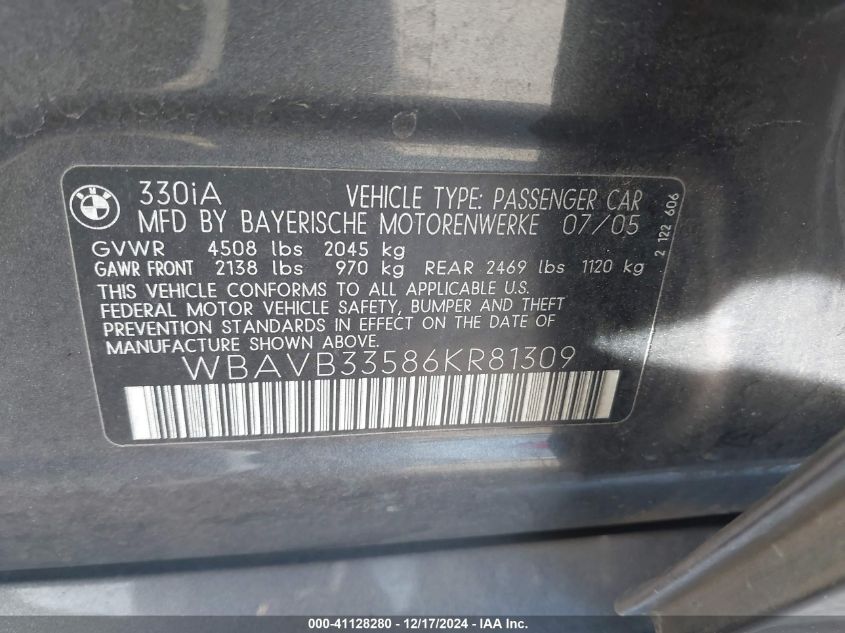 BMW
330iA VEHICLE TYPE: PASSENGER CAR
MFD BY BAYERISCHE MOTORENWERKE 07/05
GVWR 4508 lbs 2045 kg
GAWR FRONT 2138 lbs 970 kg REAR 2469 lbs 1120 kg
THIS VEHICLE CONFORMS TO ALL APPLICABLE U.S.
FEDERAL MOTOR VEHICLE SAFETY, BUMPER AND THEFT
PREVENTION STANDARDS IN EFFECT ON THE DATE OF
MANUFACTURE SHOWN ABOVE.
WBAVB33586KR81309
2 122 606
000-41128280 - 12/17/2024 - IAA Inc.